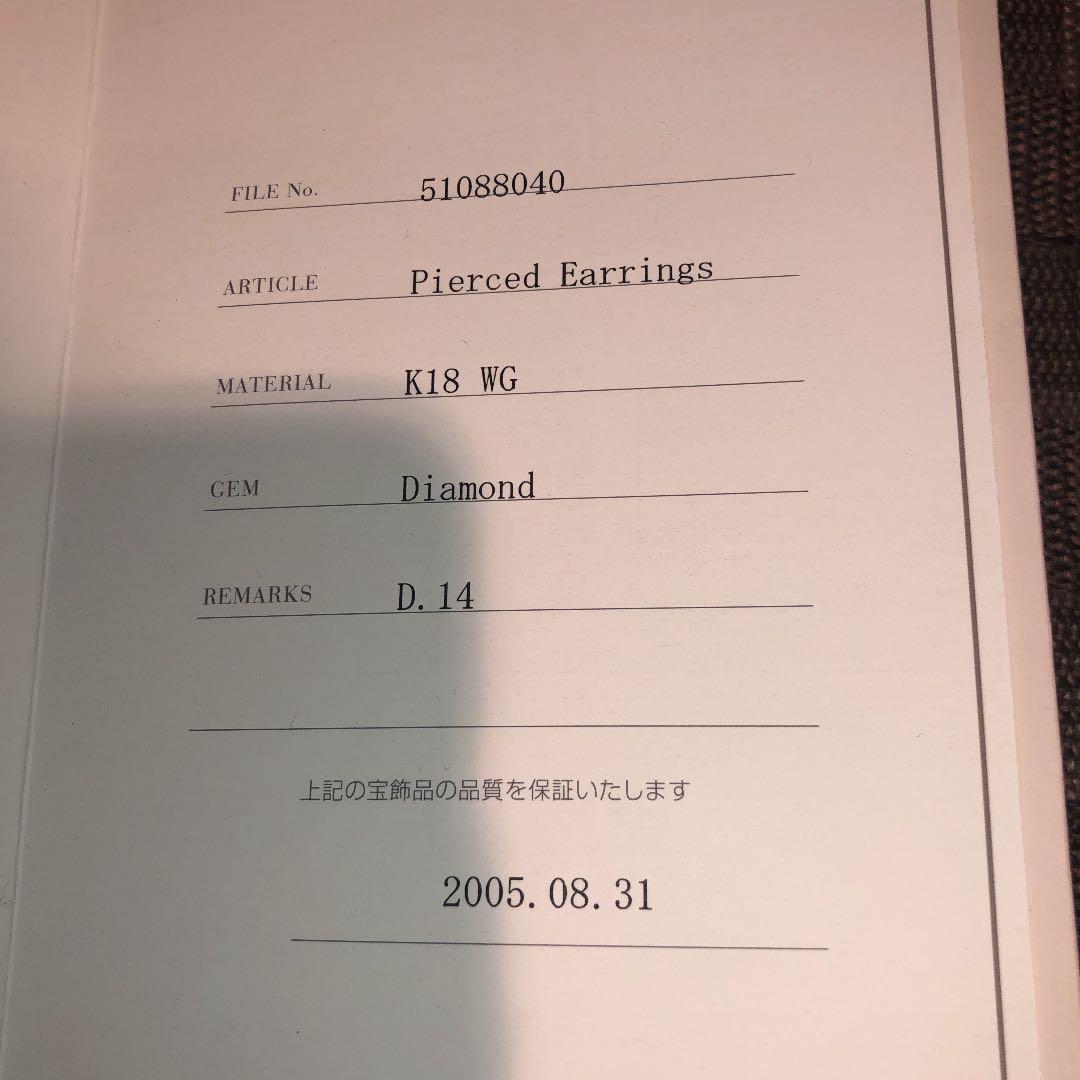 FILE No. 51088040
ARTICLE Pierced Earrings
MATERIAL K18 WG
GEM Diamond
REMARKS D.14
上記の宝飾品の品質を保証いたします
2005.08.31